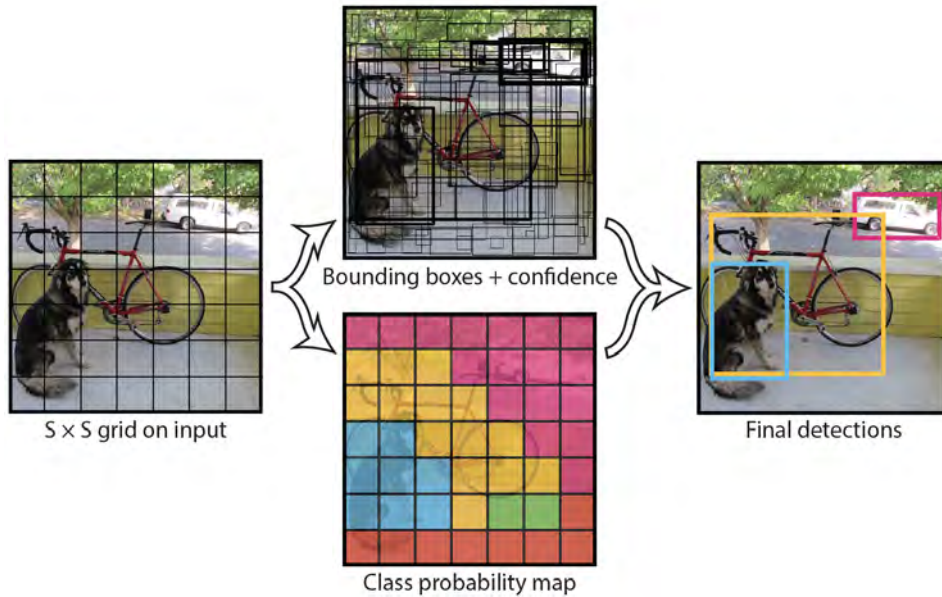 S × S grid on input
Bounding boxes + confidence
Class probability map
Final detections